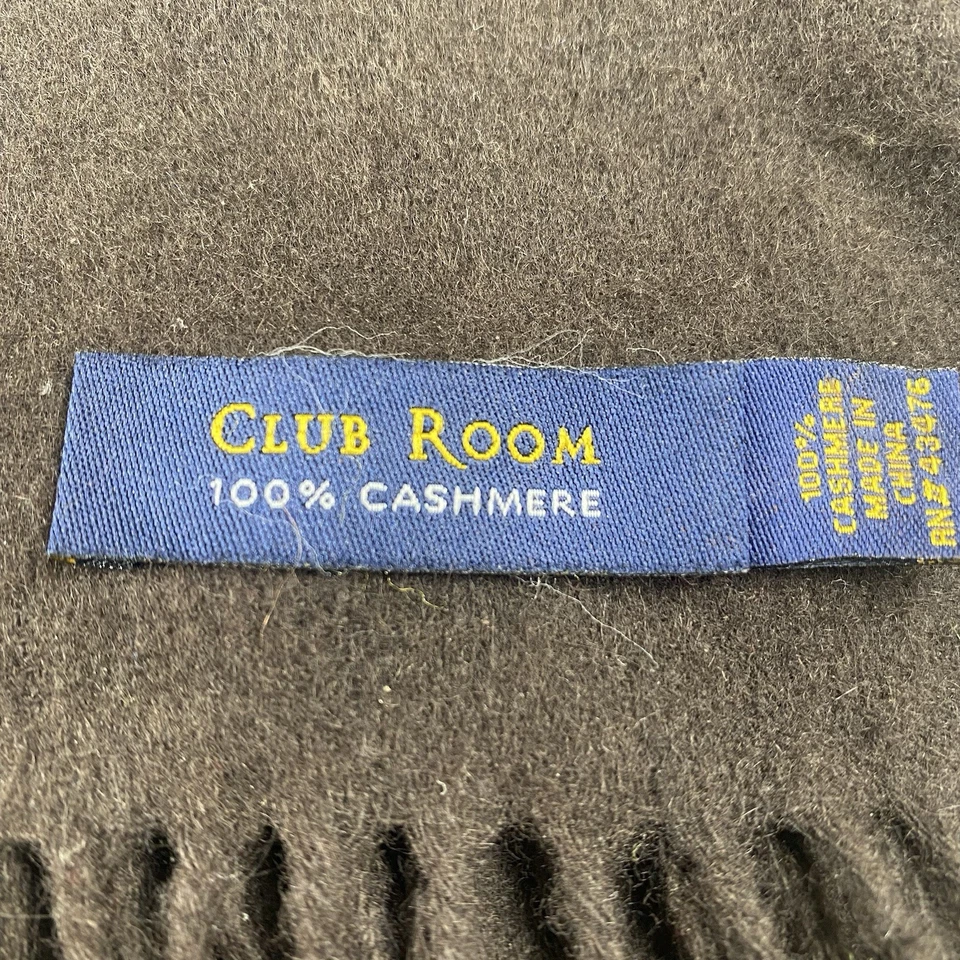 CLUB ROOM
100% CASHMERE
100%
CASHMERE
MADE IN
CHINA
RN# 43476